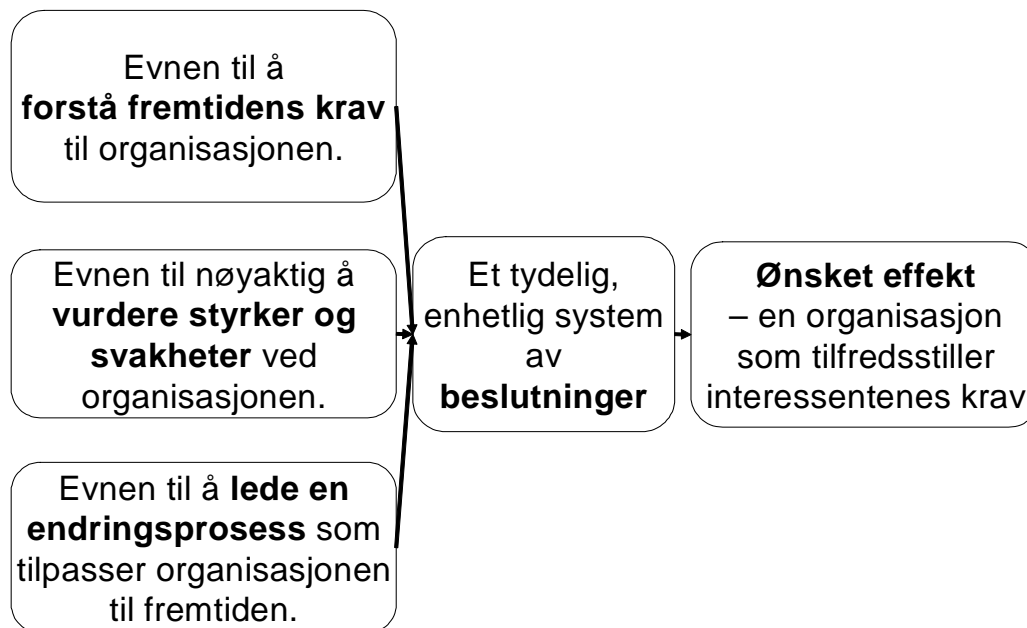 Evnen til å
forstå fremtidens krav
til organisasjonen.
Evnen til nøyaktig å
vurdere styrker og
svakheter ved
organisasjonen.
Evnen til å lede en
endringsprosess som
tilpasser organisasjonen
til fremtiden.
Et tydelig,
enhetlig system
av
beslutninger
Ønsket effekt
– en organisasjon
som tilfredsstiller
interessentenes krav